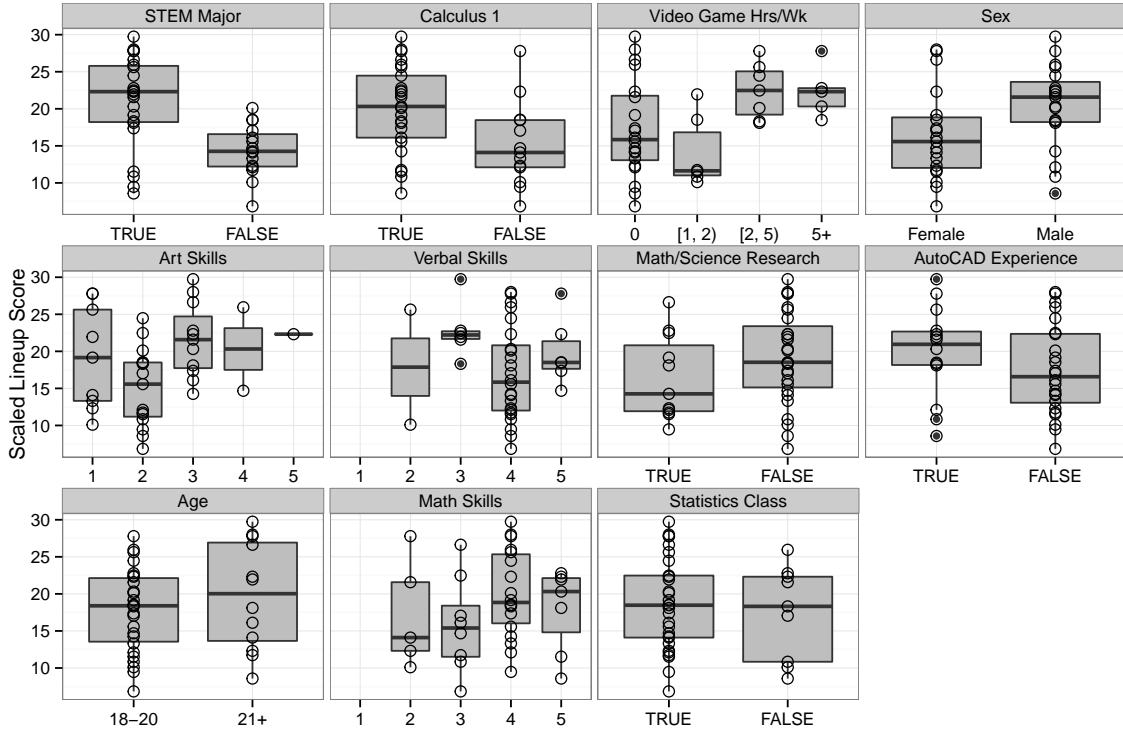 STEM Major Calculus 1 Video Game Hrs/Wk Sex
30
25
20
15
10
TRUE FALSE TRUE FALSE 0 [1, 2) [2, 5) 5+ Female Male
Art Skills Verbal Skills Math/Science Research AutoCAD Experience
Scaled Lineup Score
30
25
20
15
10
1 2 3 4 5 1 2 3 4 5 TRUE FALSE TRUE FALSE
Age Math Skills Statistics Class
30
25
20
15
10
18−20 21+ 1 2 3 4 5 TRUE FALSE